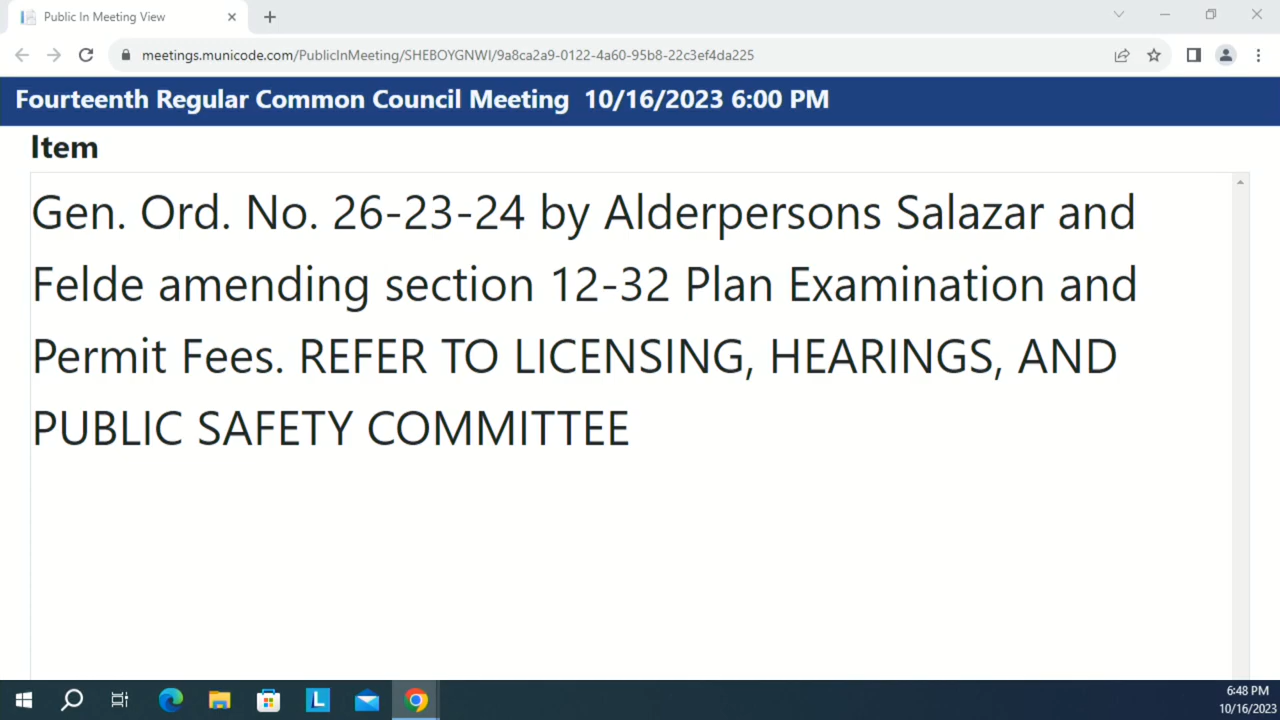 Public In Meeting View
meetings.municode.com/PublicInMeeting/SHEBOYGNWI/9a8ca2a9-0122-4a60-95b8-22c3ef4da225
Fourteenth Regular Common Council Meeting 10/16/2023 6:00 PM
Item
Gen. Ord. No. 26-23-24 by Alderpersons Salazar and
Felde amending section 12-32 Plan Examination and
Permit Fees. REFER TO LICENSING, HEARINGS, AND
PUBLIC SAFETY COMMITTEE
L
6:48 PM
10/16/2023